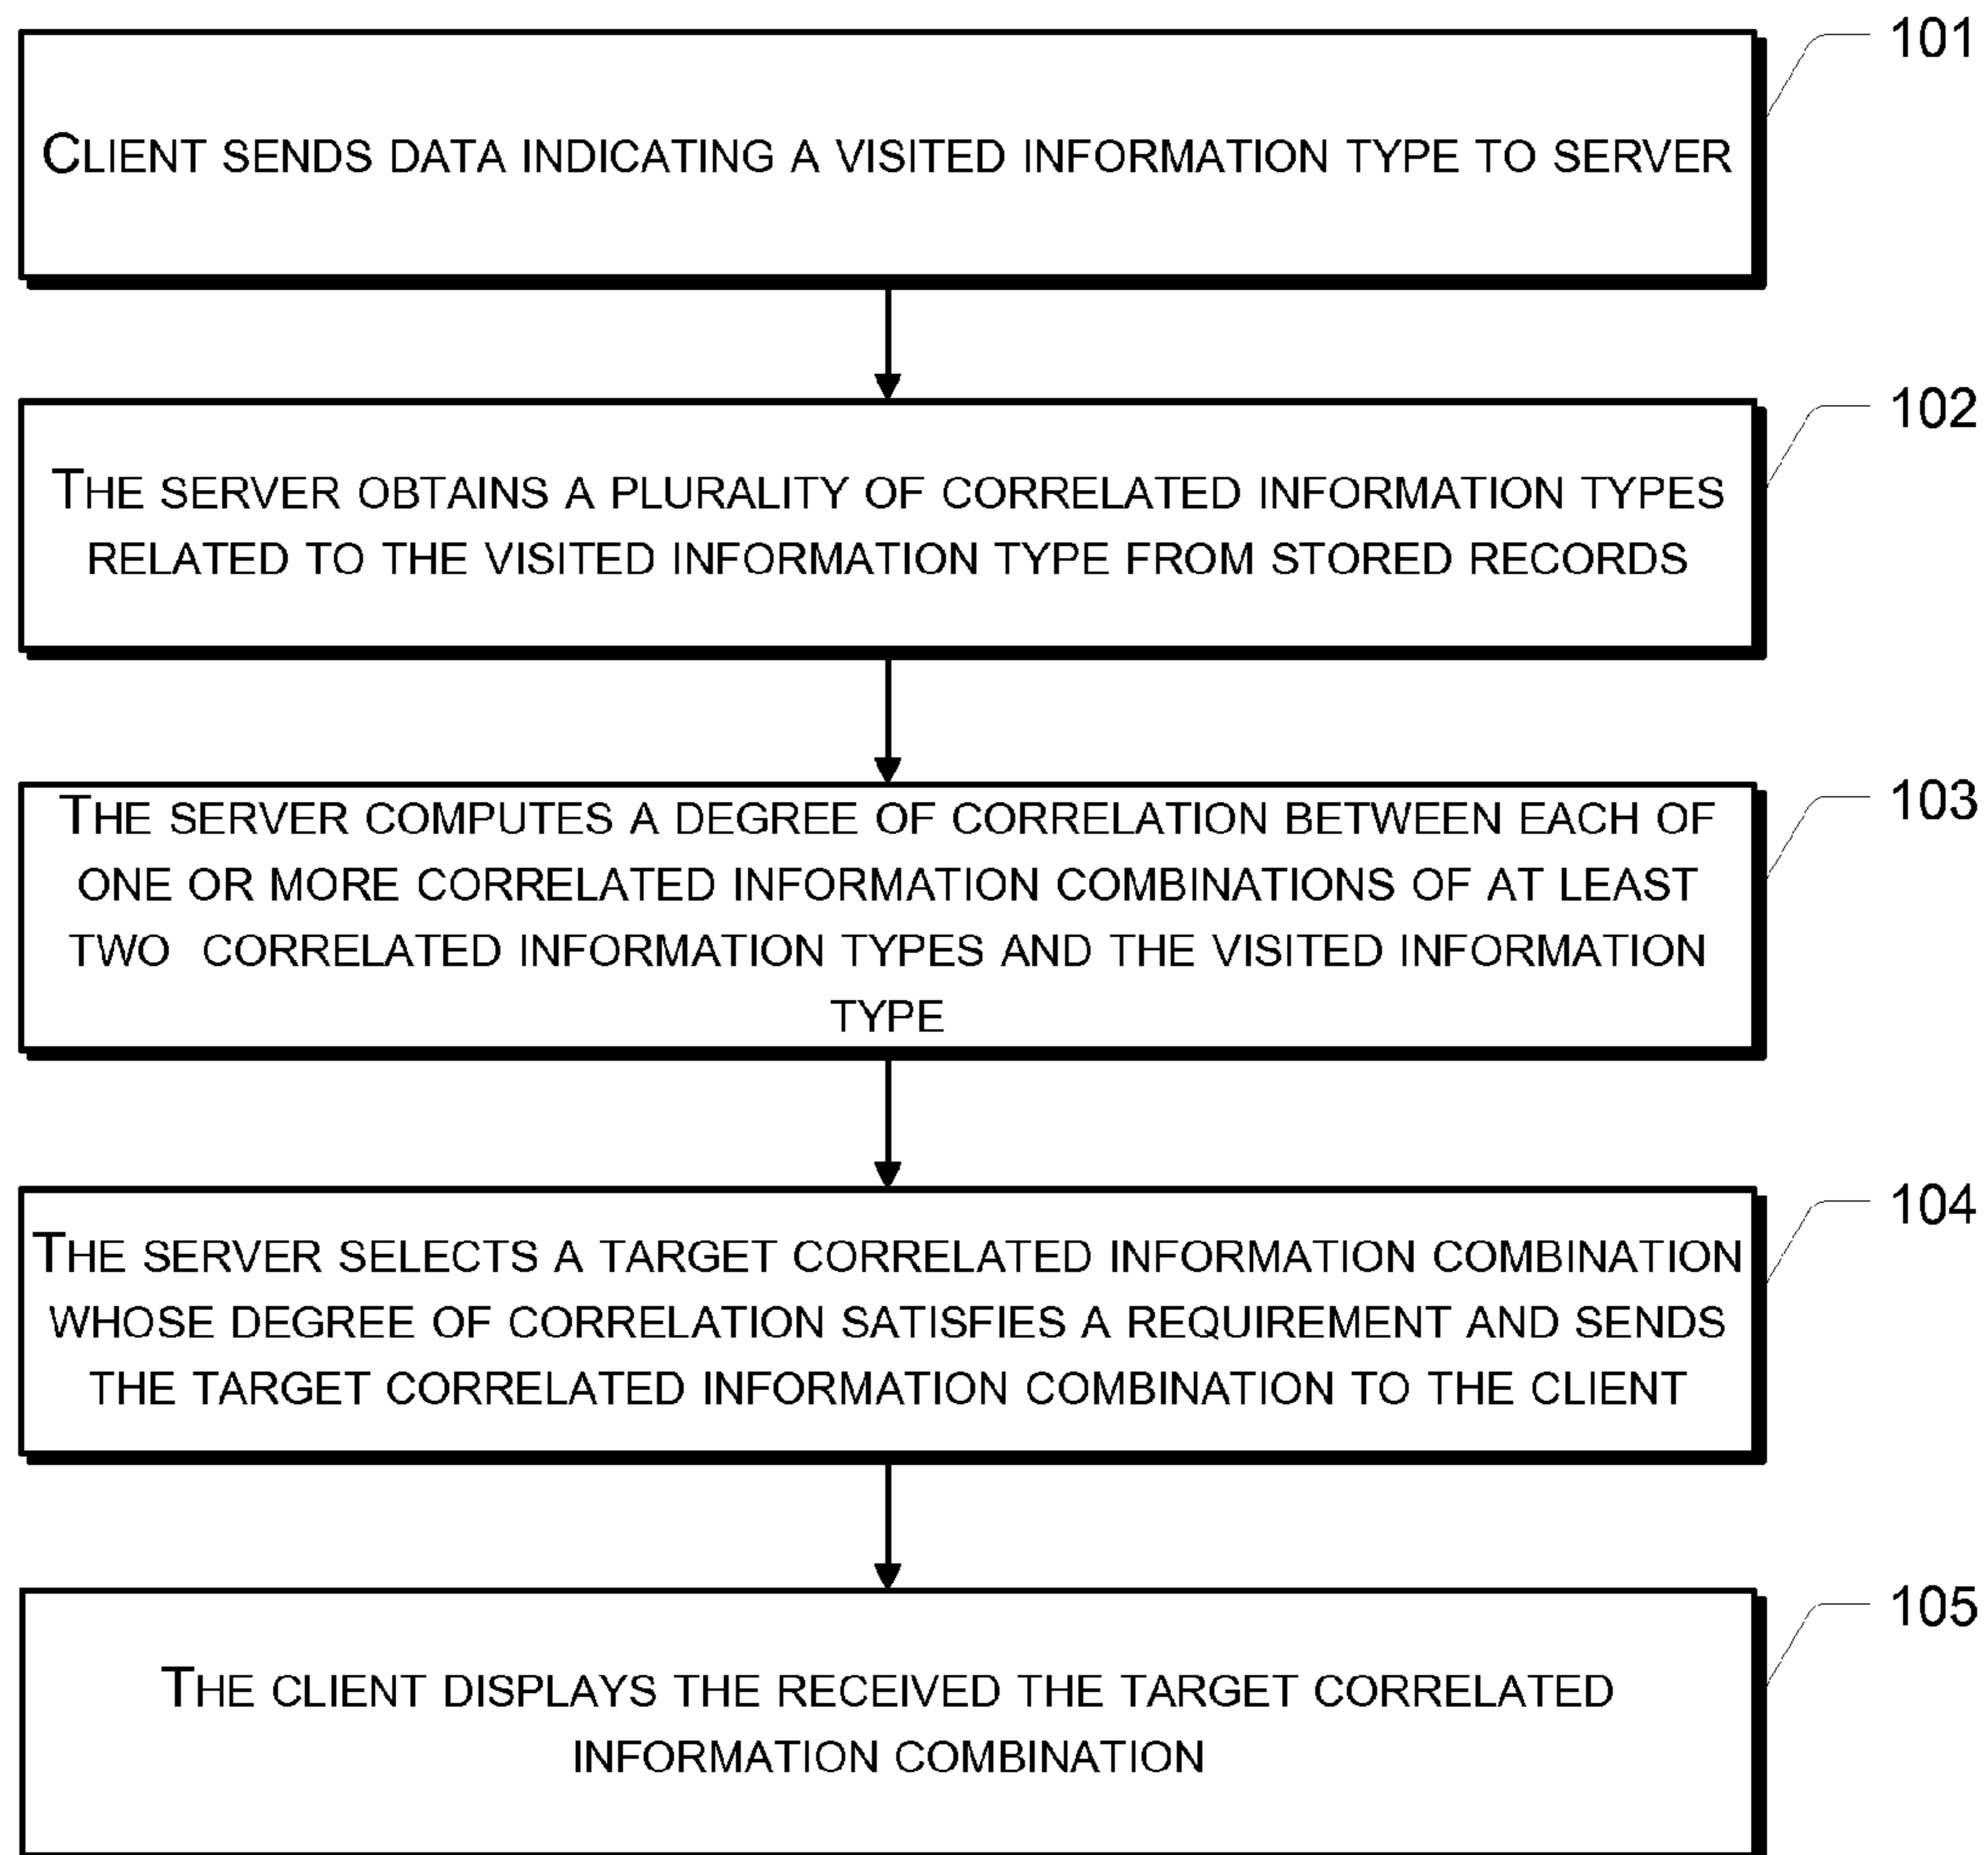 101
CLIENT SENDS DATA INDICATING A VISITED INFORMATION TYPE TO SERVER
102
THE SERVER OBTAINS A PLURALITY OF CORRELATED INFORMATION TYPES
RELATED TO THE VISITED INFORMATION TYPE FROM STORED RECORDS
103
THE SERVER COMPUTES A DEGREE OF CORRELATION BETWEEN EACH OF
ONE OR MORE CORRELATED INFORMATION COMBINATIONS OF AT LEAST
TWO CORRELATED INFORMATION TYPES AND THE VISITED INFORMATION
TYPE
104
THE SERVER SELECTS A TARGET CORRELATED INFORMATION COMBINATION
WHOSE DEGREE OF CORRELATION SATISFIES A REQUIREMENT AND SENDS
THE TARGET CORRELATED INFORMATION COMBINATION TO THE CLIENT
105
THE CLIENT DISPLAYS THE RECEIVED THE TARGET CORRELATED
INFORMATION COMBINATION